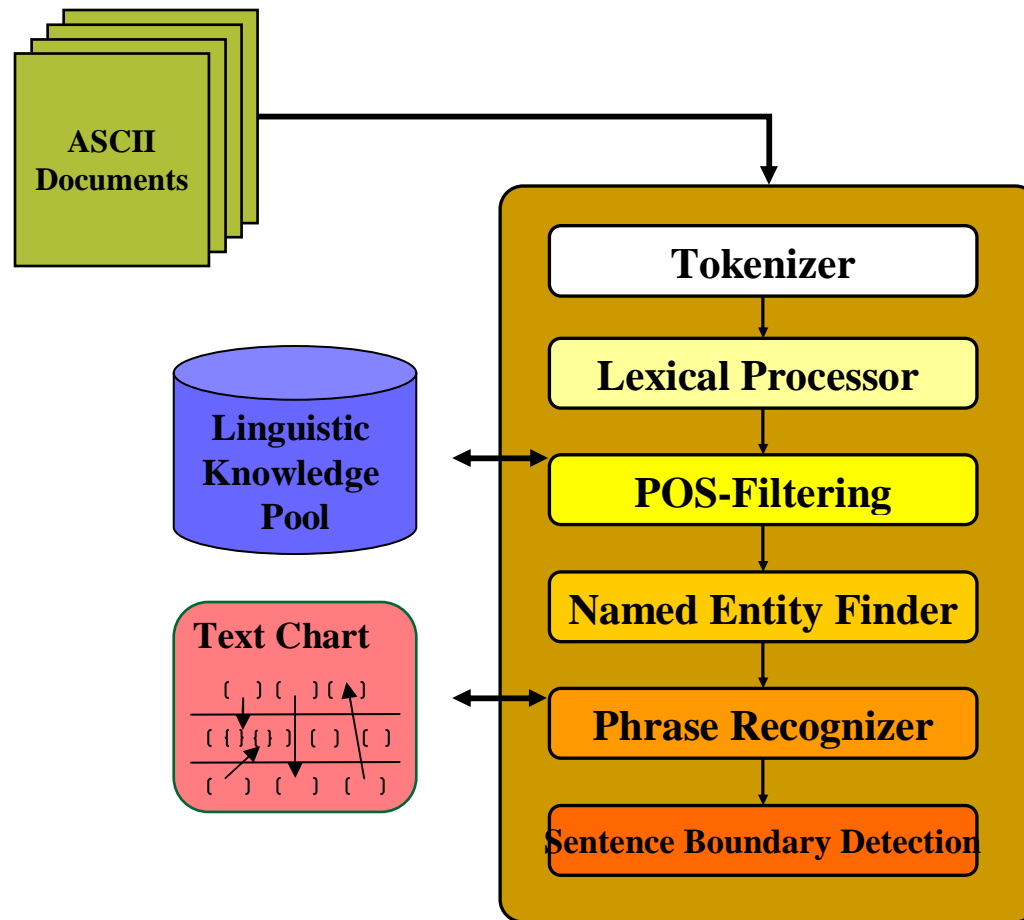 ASCII
Documents
Tokenizer
Lexical Processor
Linguistic
Knowledge
Pool
POS-Filtering
Named Entity Finder
Text Chart
Phrase Recognizer
Sentence Boundary Detection